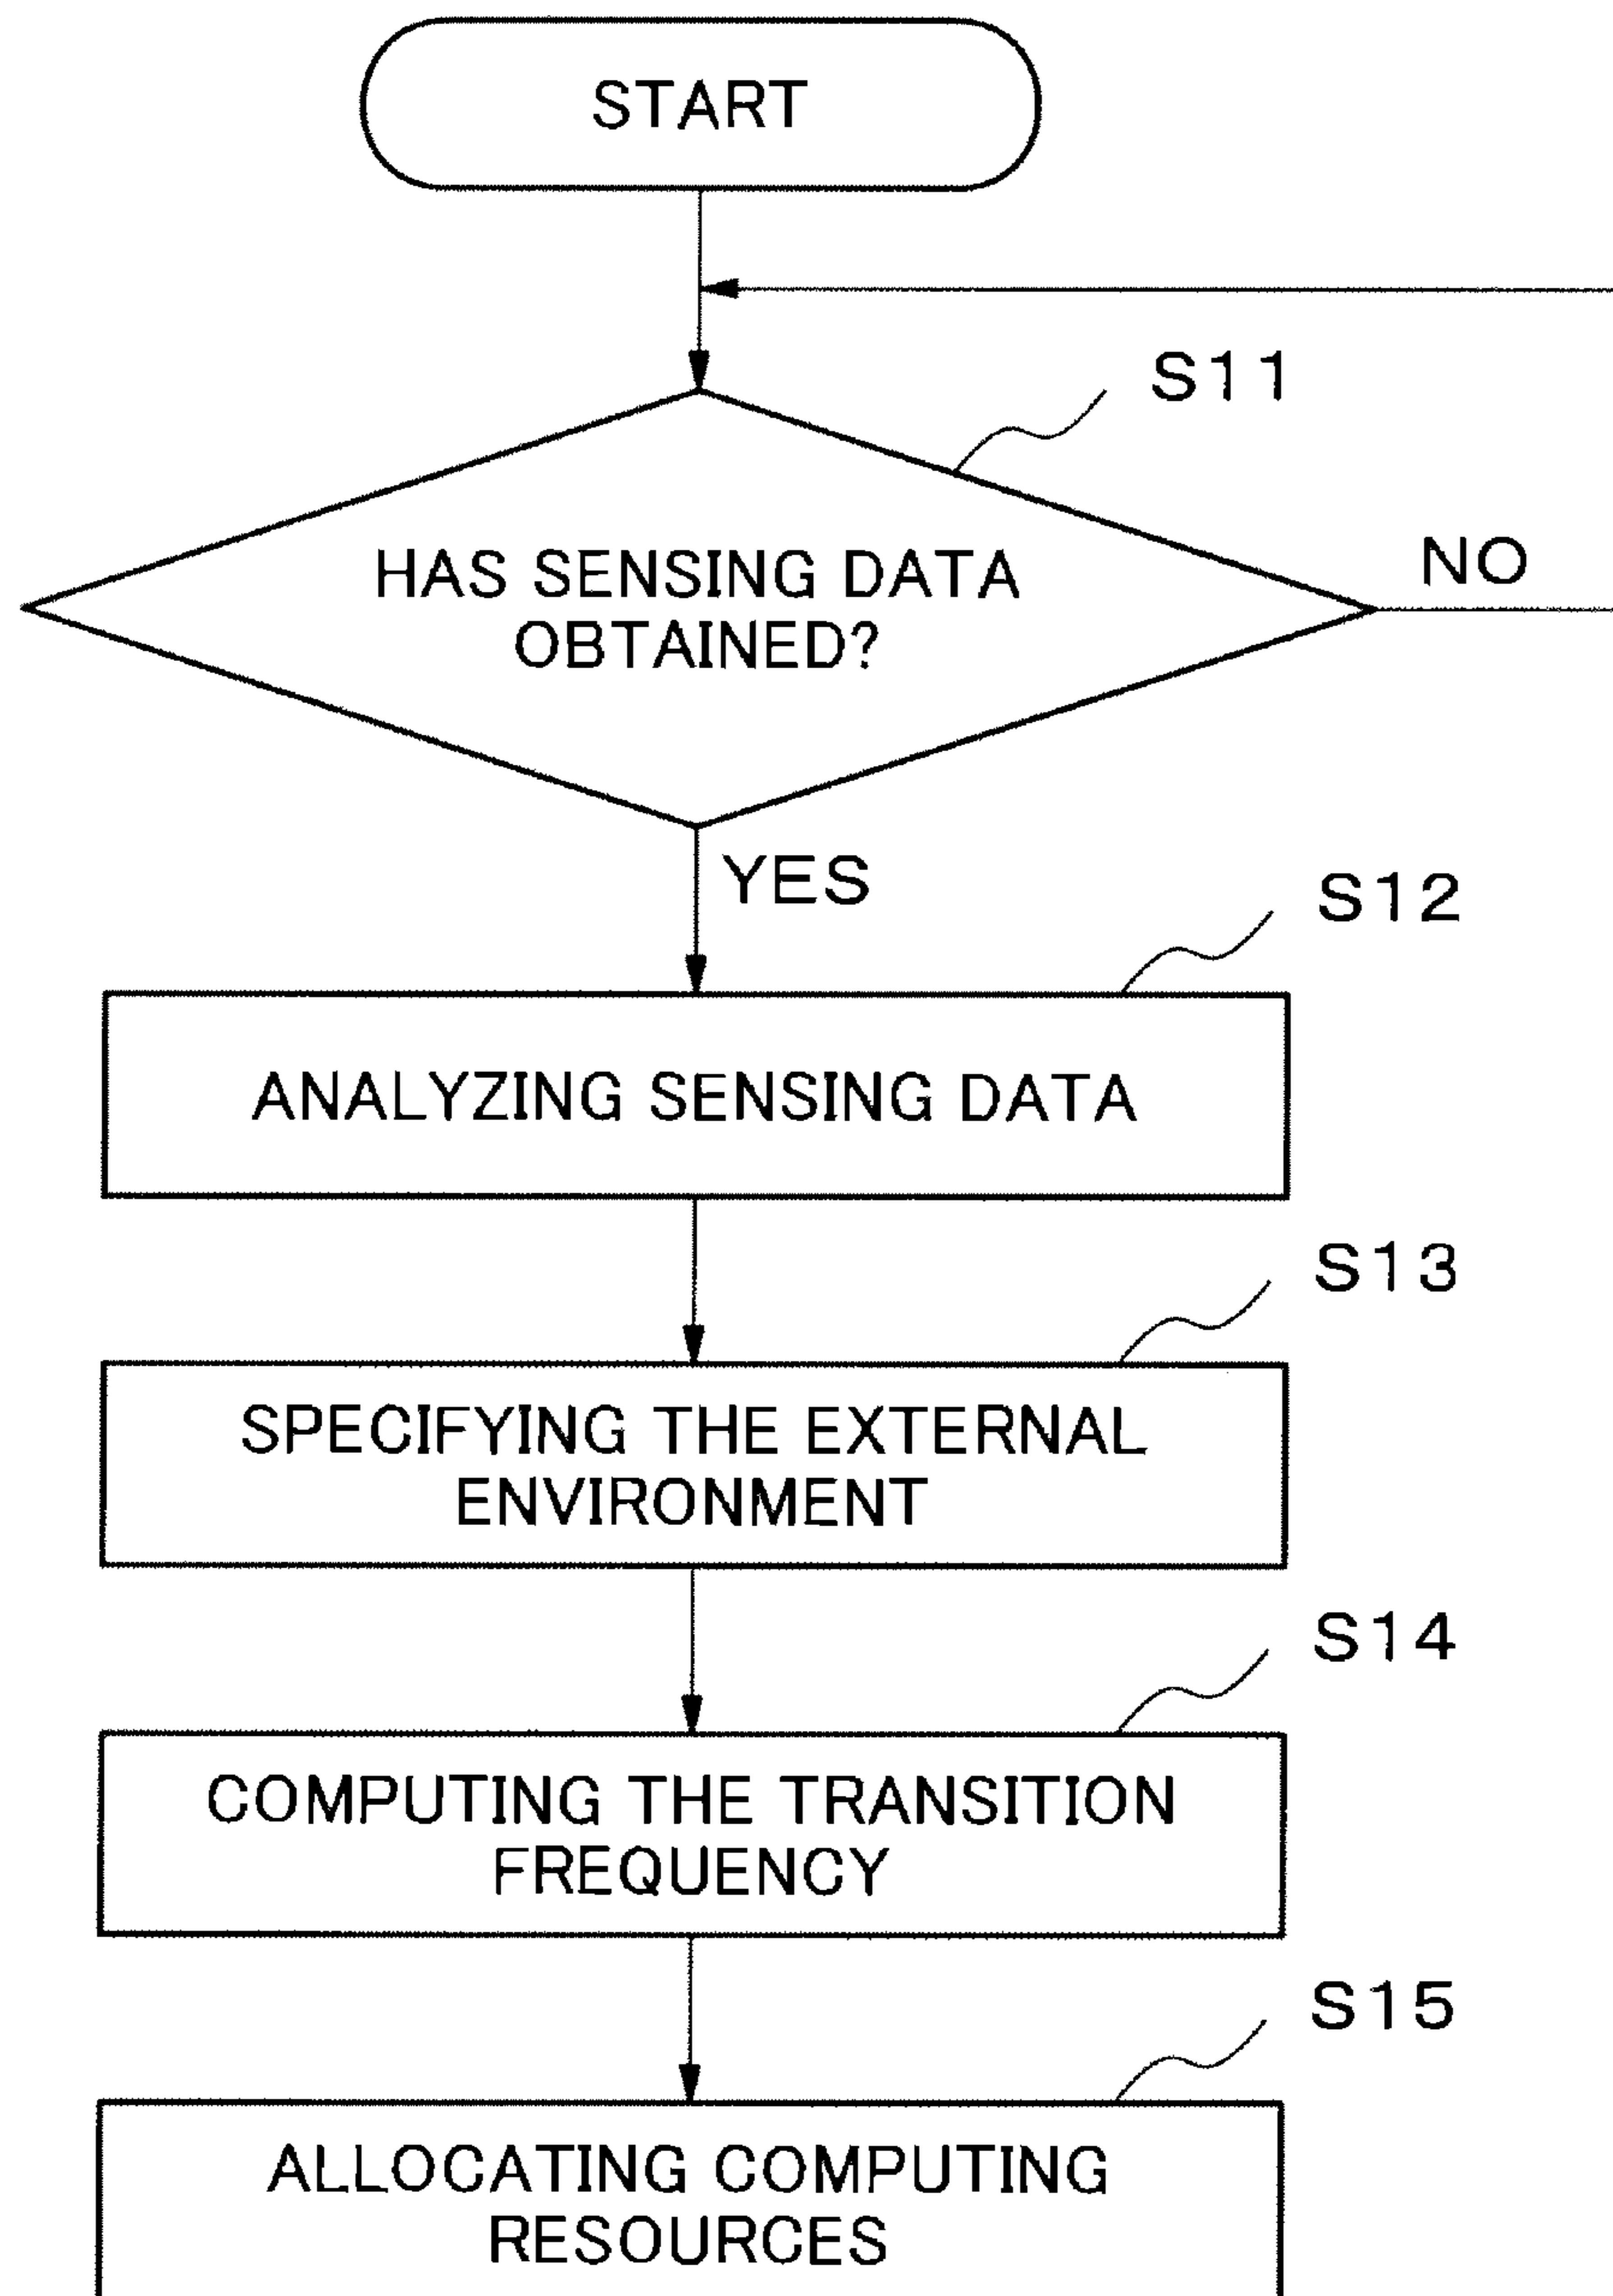 START
S11
HAS SENSING DATA
OBTAINED?
NO
YES
S12
ANALYZING SENSING DATA
S13
SPECIFYING THE EXTERNAL
ENVIRONMENT
S14
COMPUTING THE TRANSITION
FREQUENCY
S15
ALLOCATING COMPUTING
RESOURCES